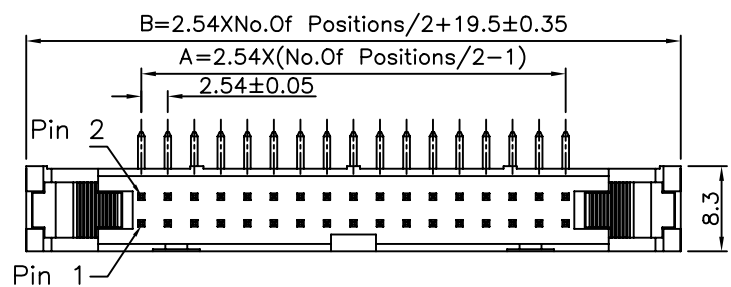 B=2.54XNo.Of Positions/2+19.5±0.35
A=2.54X(No.Of Positions/2-1)
2.54±0.05
Pin 2
8.3
Pin 1